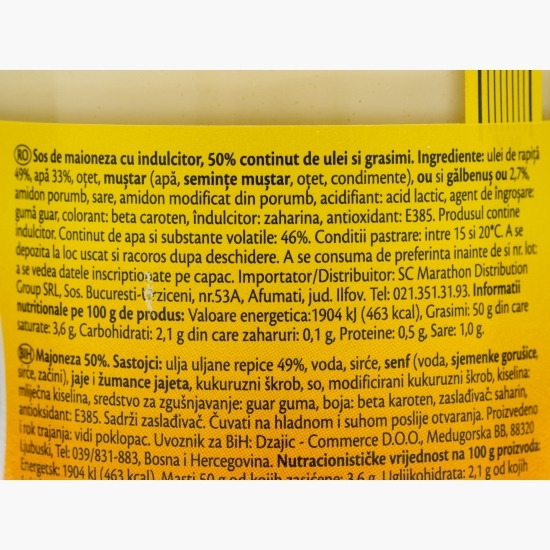 RO Sos de maioneza cu indulcitor, 50% continut de ulei si grasimi. Ingrediente: ulei de rapiță
49%, apă 33%, oțet, muștar (apă, semințe muștar, oțet, condimente), ou si gălbenuș ou 2,7%,
amidon porumb, sare, amidon modificat din porumb, acidifiant: acid lactic, agent de îngroșare:
gumă guar, colorant: beta caroten, îndulcitor: zaharina, antioxidant: E385. Produsul contine
indulcitor. Continut de apa si substante volatile: 46%. Conditii pastrare: intre 15 si 20°C. A se
depozita la loc uscat si racoros dupa deschidere. A se consuma de preferinta inainte de si nr. lot:
a se vedea datele inscriptionate pe capac. Importator/Distribuitor: SC Marathon Distribution
Group SRL, Sos. Bucuresti-Urziceni, nr.53A, Afumati, jud. Ilfov. Tel: 021.351.31.93. Informatii
nutritionale pe 100 g de produs: Valoare energetica:1904 kJ (463 kcal), Grasimi: 50 g din care
saturate: 3,6 g, Carbohidrati: 2,1 g din care zaharuri: 0,1 g, Proteine: 0,5 g, Sare: 1,0 g.
BIH Majoneza 50%. Sastojci: ulja uljane repice 49%, voda, sirće, senf (voda, sjemenke gorušice,
sirće, začini), jaje i žumance jajeta, kukuruzni škrob, so, modificirani kukuruzni škrob, kiselina:
mliječna kiselina, sredstvo za zgušnjavanje: guar guma, boja: beta karoten, zaslađivač: saharin,
antioksidant: E385. Sadrži zaslađivač. Čuvati na hladnom i suhom poslije otvaranja. Proizvedeno
i rok trajanja: vidi poklopac. Uvoznik za BiH: Dzajic - Commerce D.O.O., Medugorska BB, 88320
Ljubuski, Tel: 039/831-883, Bosna i Hercegovina. Nutracionističke vrijednost na 100 g proizvoda:
Energetsk: 1904 kJ (463 kcal), Masti 50 g od kojih zasićene: 3,6 g, Ugljikohidrata: 2,1 g od kojih